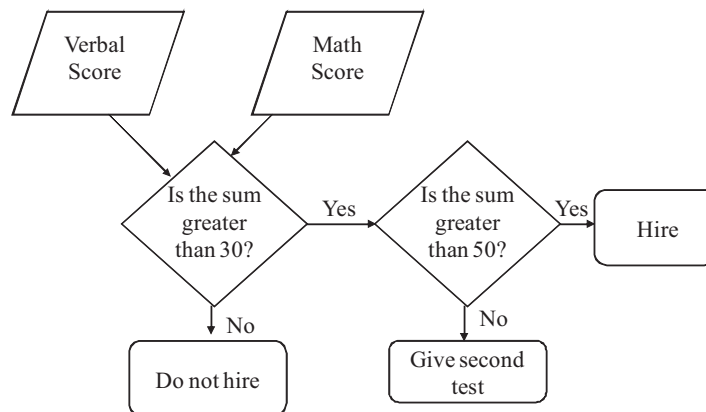 Verbal
Score
Math
Score
Is the sum
greater
than 30?
Yes
Is the sum
greater
than 50?
Yes
Hire
No
Do not hire
No
Give second
test